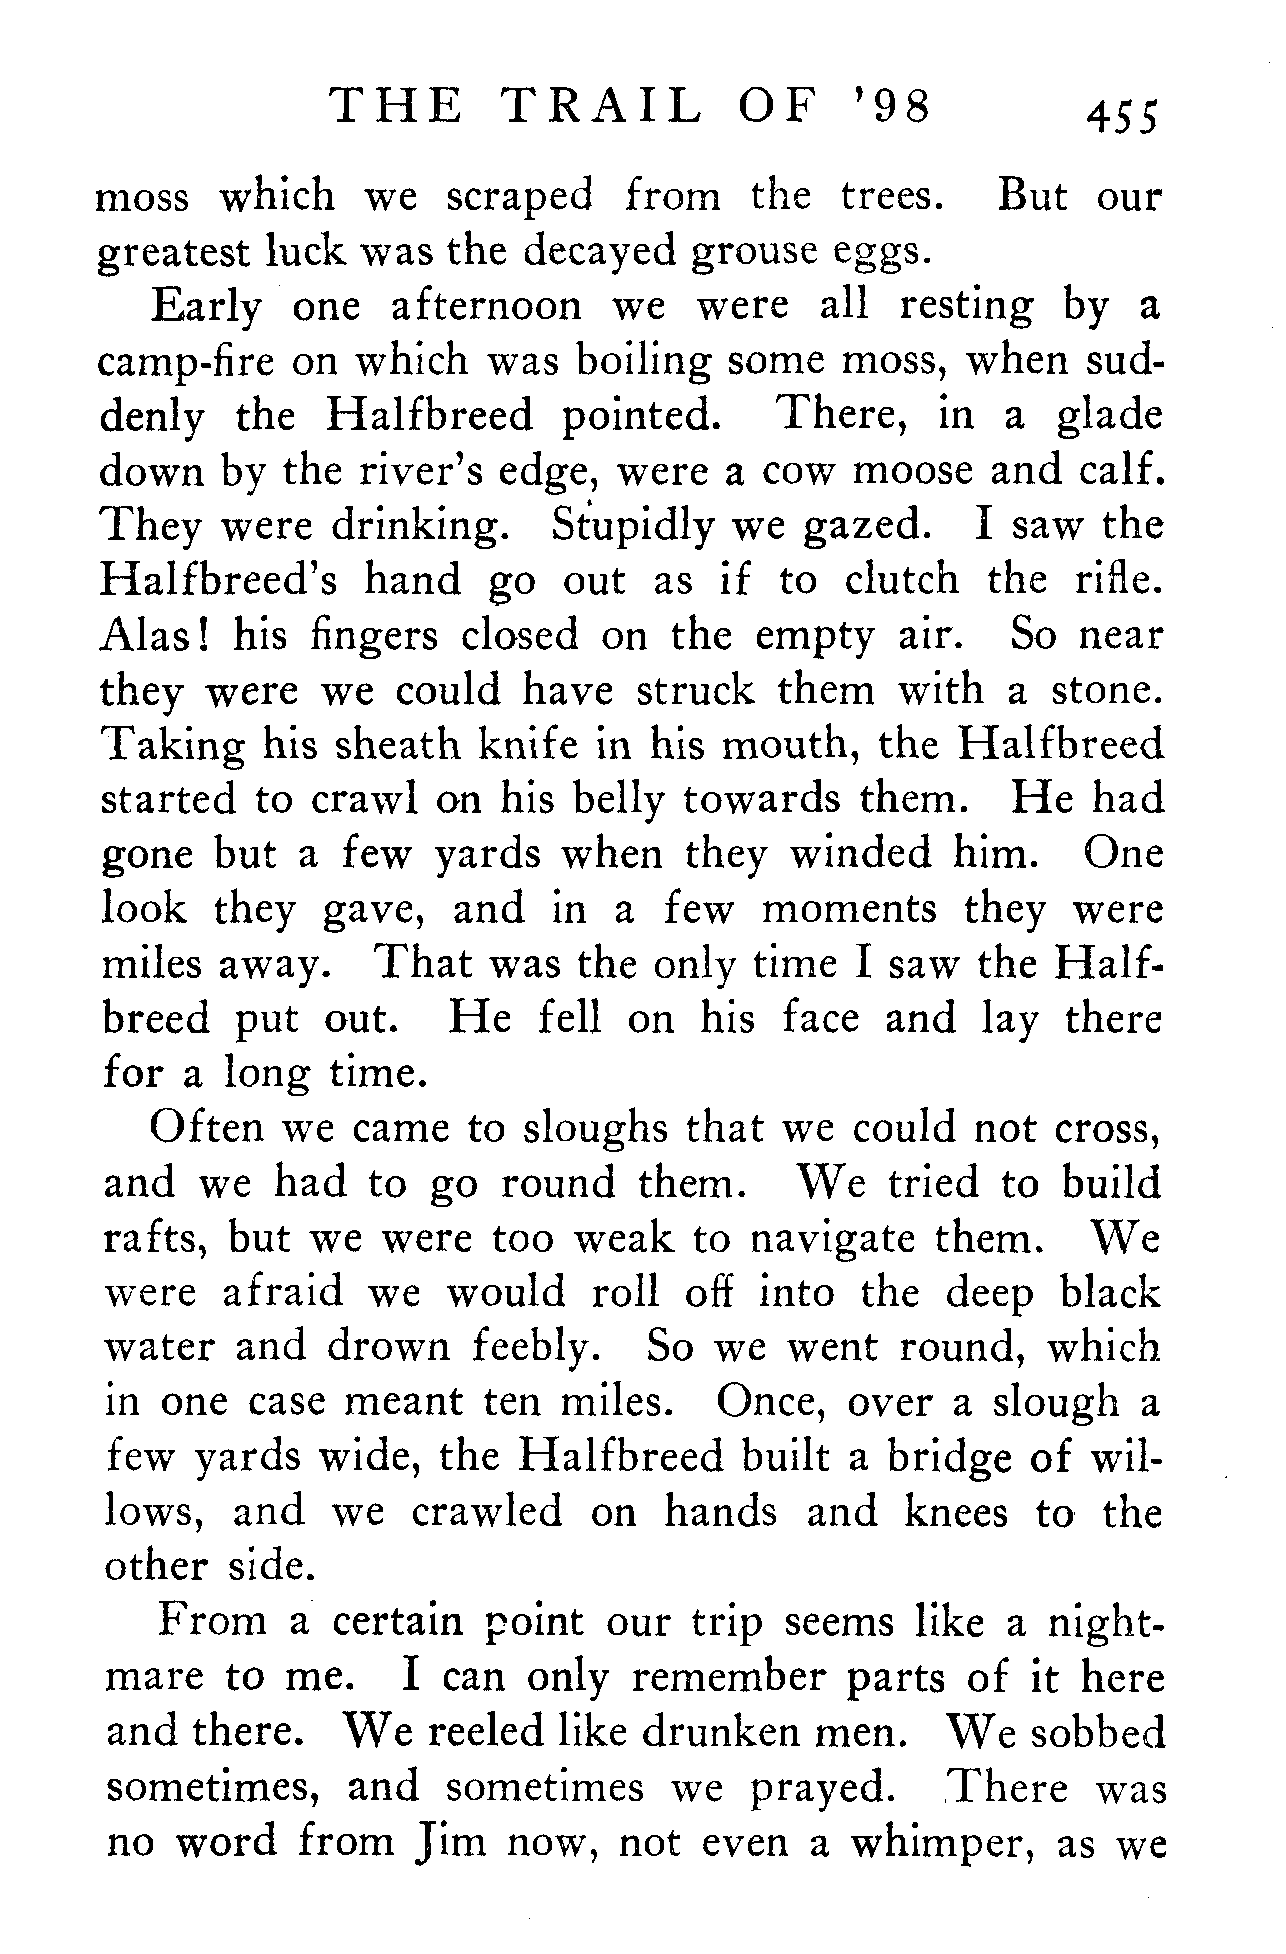 THE TRAIL OF '98 455
moss which we scraped from the trees. But our
greatest luck was the decayed grouse eggs.
Early one afternoon we were all resting by a
camp-fire on which was boiling some moss, when sud-
denly the Halfbreed pointed. There, in a glade
down by the river's edge, were a cow moose and calf.
They were drinking. Stupidly we gazed. I saw the
Halfbreed's hand go out as if to clutch the rifle.
Alas! his fingers closed on the empty air. So near
they were we could have struck them with a stone.
Taking his sheath knife in his mouth, the Halfbreed
started to crawl on his belly towards them. He had
gone but a few yards when they winded him. One
look they gave, and in a few moments they were
miles away. That was the only time I saw the Half-
breed put out. He fell on his face and lay there
for a long time.
Often we came to sloughs that we could not cross,
and we had to go round them. We tried to build
rafts, but we were too weak to navigate them. We
were afraid we would roll off into the deep black
water and drown feebly. So we went round, which
in one case meant ten miles. Once, over a slough a
few yards wide, the Halfbreed built a bridge of wil-
lows, and we crawled on hands and knees to the
other side.
From a certain point our trip seems like a night-
mare to me. I can only remember parts of it here
and there. We reeled like drunken men. We sobbed
sometimes, and sometimes we prayed. There was
no word from Jim now, not even a whimper, as we